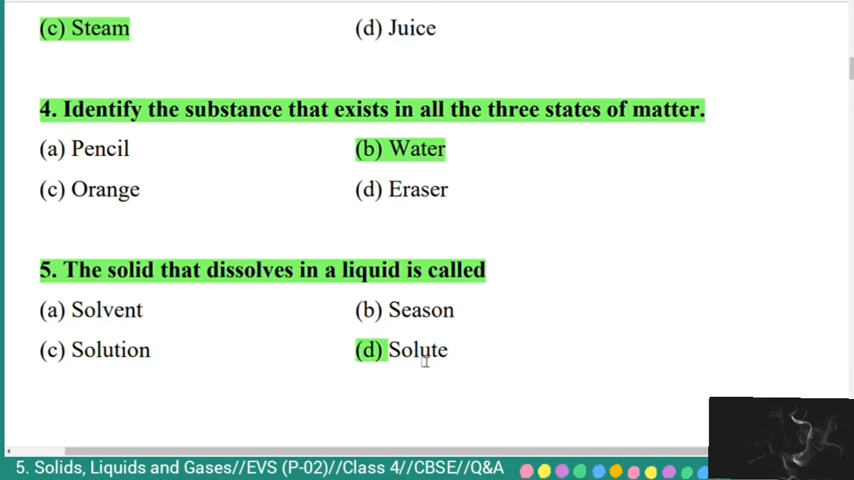 (c) Steam (d) Juice
4. Identify the substance that exists in all the three states of matter.
(a) Pencil (b) Water
(c) Orange (d) Eraser
5. The solid that dissolves in a liquid is called
(a) Solvent (b) Season
(c) Solution (d) Solute
5. Solids, Liquids and Gases//EVS (P-02)//Class 4//CBSE//Q&A